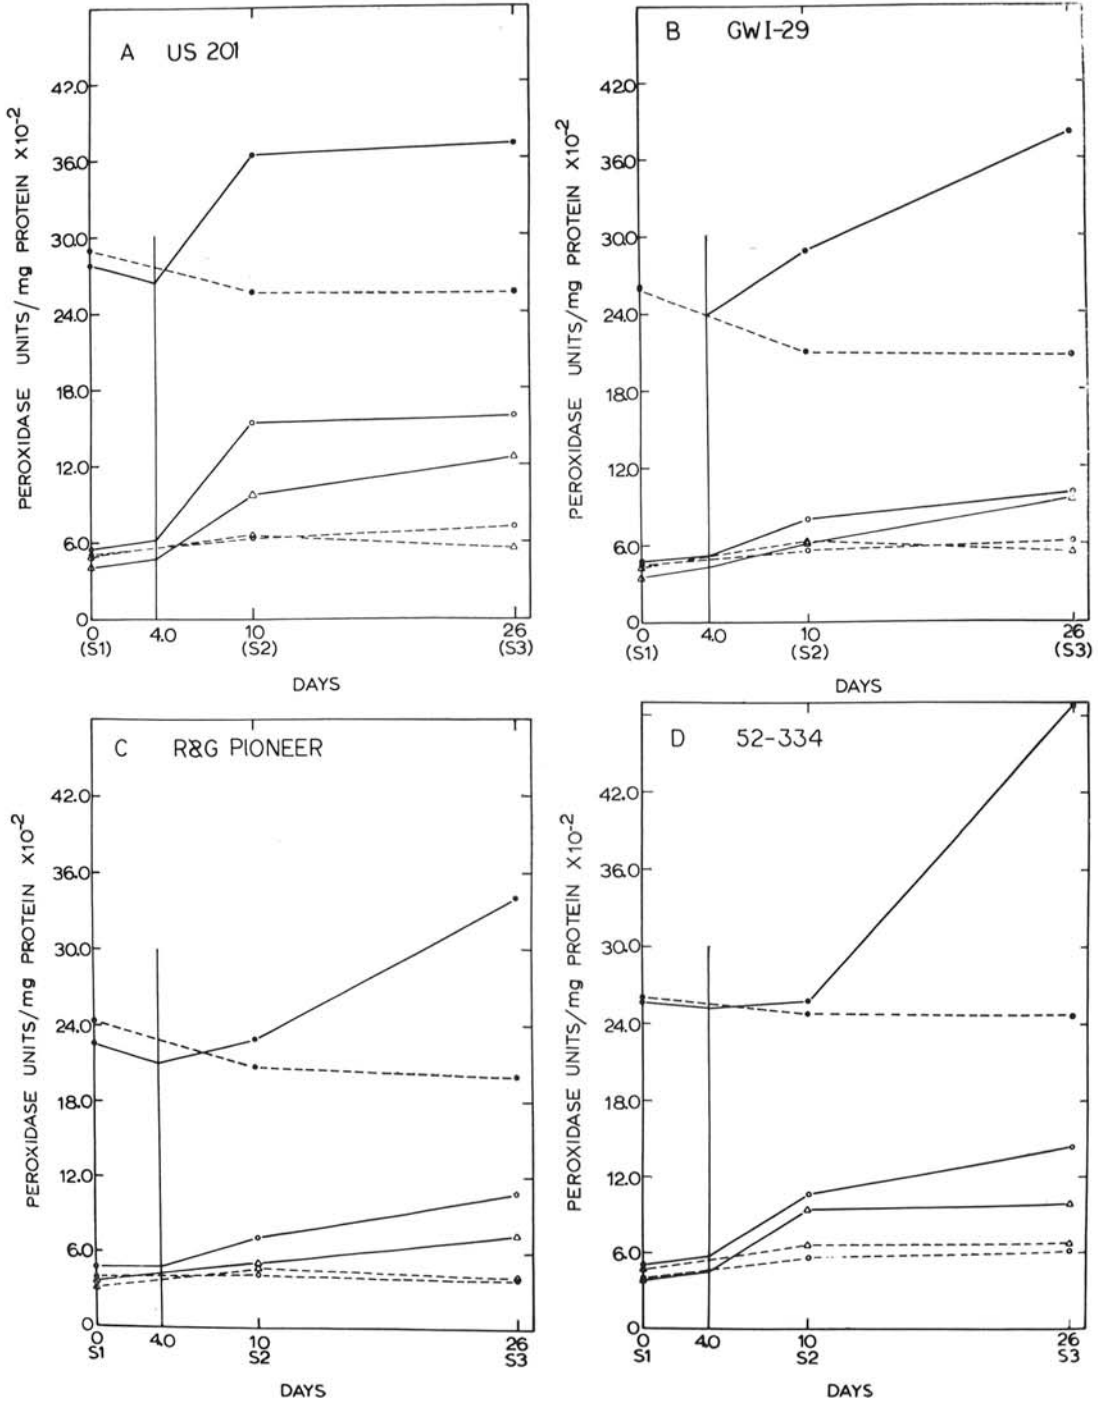 A US 201
PEROXIDASE UNITS/mg PROTEIN X10-2
42.0
36.0
30.0
24.0
18.0
12.0
6.0
0
0 4.0 10 26
(S1) (S2) (S3)
DAYS
B GWI-29
PEROXIDASE UNITS/mg PROTEIN X10-2
42.0
36.0
30.0
24.0
18.0
12.0
6.0
0
0 4.0 10 26
(S1) (S2) (S3)
DAYS
C R&G PIONEER
PEROXIDASE UNITS/mg PROTEIN X10-2
42.0
36.0
30.0
24.0
18.0
12.0
6.0
0
0 4.0 10 26
S1 S2 S3
DAYS
D 52-334
PEROXIDASE UNITS/mg PROTEIN X10-2
42.0
36.0
30.0
24.0
18.0
12.0
6.0
0
0 4.0 10 26
S1 S2 S3
DAYS